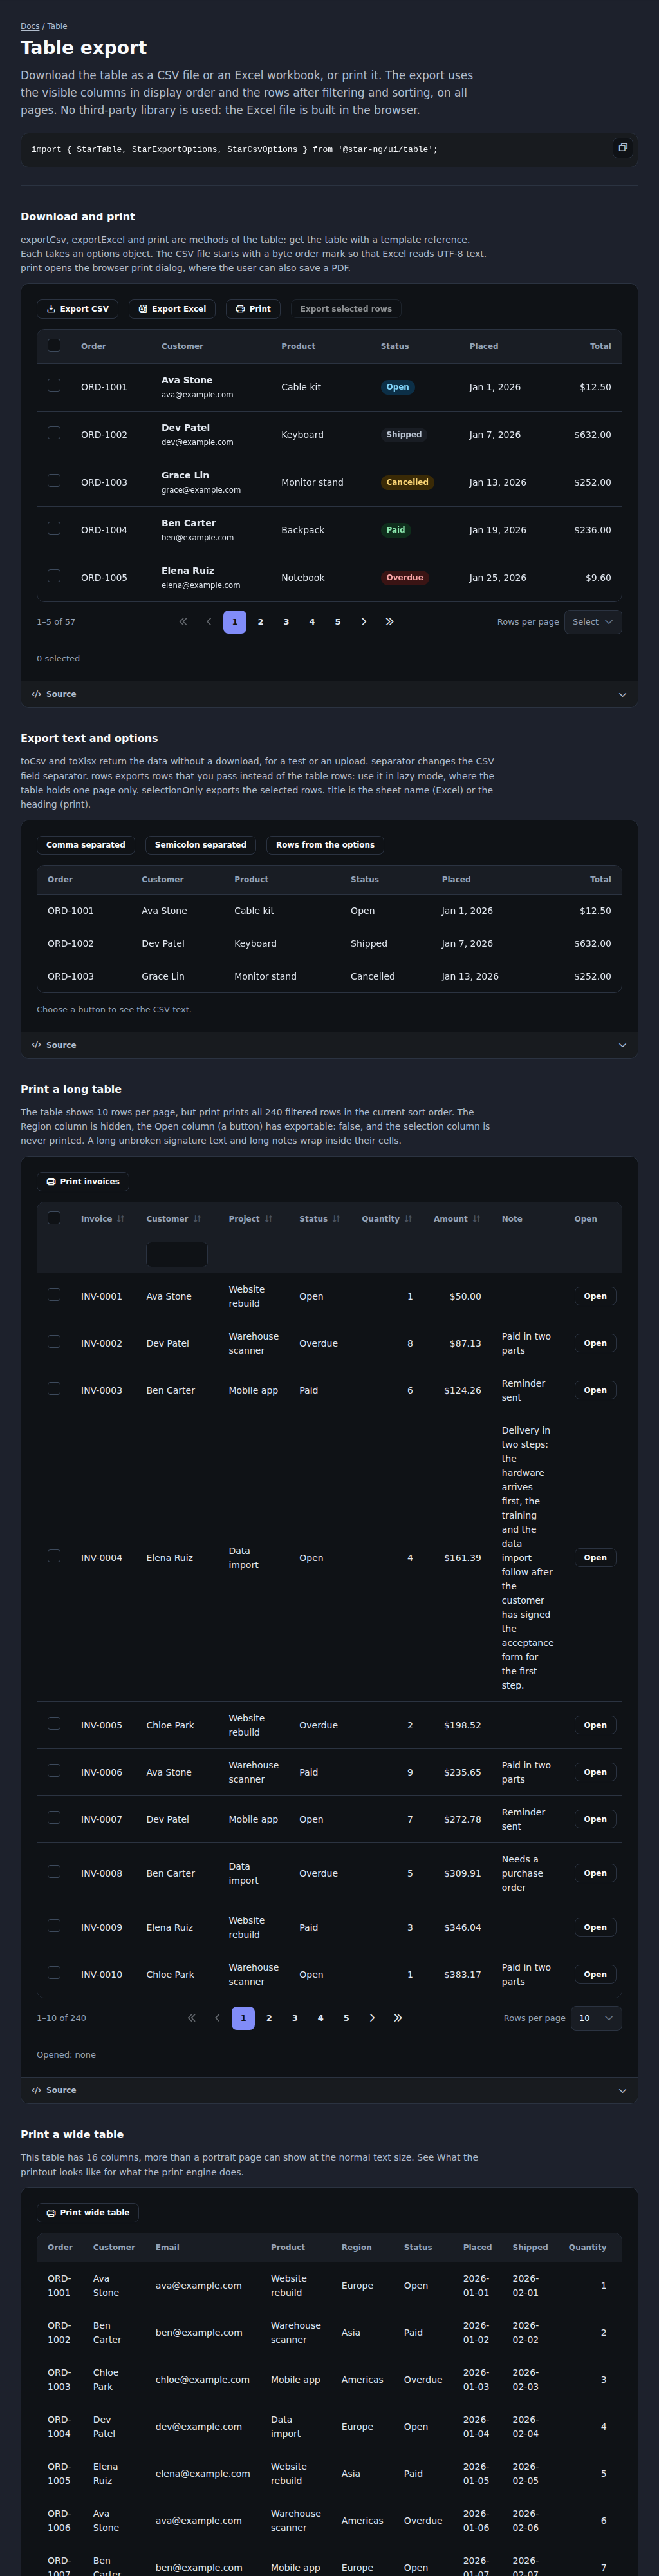 Docs / Table
Table export
Download the table as a CSV file or an Excel workbook, or print it. The export uses
the visible columns in display order and the rows after filtering and sorting, on all
pages. No third-party library is used: the Excel file is built in the browser.
import { StarTable, StarExportOptions, StarCsvOptions } from '@star-ng/ui/table';
Download and print
exportCsv, exportExcel and print are methods of the table: get the table with a template reference.
Each takes an options object. The CSV file starts with a byte order mark so that Excel reads UTF-8 text.
print opens the browser print dialog, where the user can also save a PDF.
Export CSV Export Excel Print Export selected rows
Order Customer Product Status Placed Total
ORD-1001 Ava Stone Cable kit Open Jan 1, 2026 $12.50
ava@example.com
ORD-1002 Dev Patel Keyboard Shipped Jan 7, 2026 $632.00
dev@example.com
ORD-1003 Grace Lin Monitor stand Cancelled Jan 13, 2026 $252.00
grace@example.com
ORD-1004 Ben Carter Backpack Paid Jan 19, 2026 $236.00
ben@example.com
ORD-1005 Elena Ruiz Notebook Overdue Jan 25, 2026 $9.60
elena@example.com
1–5 of 57 1 2 3 4 5 Rows per page Select
0 selected
Source
Export text and options
toCsv and toXlsx return the data without a download, for a test or an upload. separator changes the CSV
field separator. rows exports rows that you pass instead of the table rows: use it in lazy mode, where the
table holds one page only. selectionOnly exports the selected rows. title is the sheet name (Excel) or the
heading (print).
Comma separated Semicolon separated Rows from the options
Order Customer Product Status Placed Total
ORD-1001 Ava Stone Cable kit Open Jan 1, 2026 $12.50
ORD-1002 Dev Patel Keyboard Shipped Jan 7, 2026 $632.00
ORD-1003 Grace Lin Monitor stand Cancelled Jan 13, 2026 $252.00
Choose a button to see the CSV text.
Source
Print a long table
The table shows 10 rows per page, but print prints all 240 filtered rows in the current sort order. The
Region column is hidden, the Open column (a button) has exportable: false, and the selection column is
never printed. A long unbroken signature text and long notes wrap inside their cells.
Print invoices
Invoice Customer Project Status Quantity Amount Note Open
INV-0001 Ava Stone Website rebuild Open 1 $50.00 Open
INV-0002 Dev Patel Warehouse scanner Overdue 8 $87.13 Paid in two parts Open
INV-0003 Ben Carter Mobile app Paid 6 $124.26 Reminder sent Open
INV-0004 Elena Ruiz Data import Open 4 $161.39 Delivery in two steps: the hardware arrives first, the training and the data import follow after the customer has signed the acceptance form for the first step. Open
INV-0005 Chloe Park Website rebuild Overdue 2 $198.52 Open
INV-0006 Ava Stone Warehouse scanner Paid 9 $235.65 Paid in two parts Open
INV-0007 Dev Patel Mobile app Open 7 $272.78 Reminder sent Open
INV-0008 Ben Carter Data import Overdue 5 $309.91 Needs a purchase order Open
INV-0009 Elena Ruiz Website rebuild Paid 3 $346.04 Open
INV-0010 Chloe Park Warehouse scanner Open 1 $383.17 Paid in two parts Open
1–10 of 240 1 2 3 4 5 Rows per page 10
Opened: none
Source
Print a wide table
This table has 16 columns, more than a portrait page can show at the normal text size. See What the
printout looks like for what the print engine does.
Print wide table
Order Customer Email Product Region Status Placed Shipped Quantity
ORD-1001 Ava Stone ava@example.com Website rebuild Europe Open 2026-01-01 2026-02-01 1
ORD-1002 Ben Carter ben@example.com Warehouse scanner Asia Paid 2026-01-02 2026-02-02 2
ORD-1003 Chloe Park chloe@example.com Mobile app Americas Overdue 2026-01-03 2026-02-03 3
ORD-1004 Dev Patel dev@example.com Data import Europe Open 2026-01-04 2026-02-04 4
ORD-1005 Elena Ruiz elena@example.com Website rebuild Asia Paid 2026-01-05 2026-02-05 5
ORD-1006 Ava Stone ava@example.com Warehouse scanner Americas Overdue 2026-01-06 2026-02-06 6
ORD-1007 Ben Carter ben@example.com Mobile app Europe Open 2026-01-07 2026-02-07 7